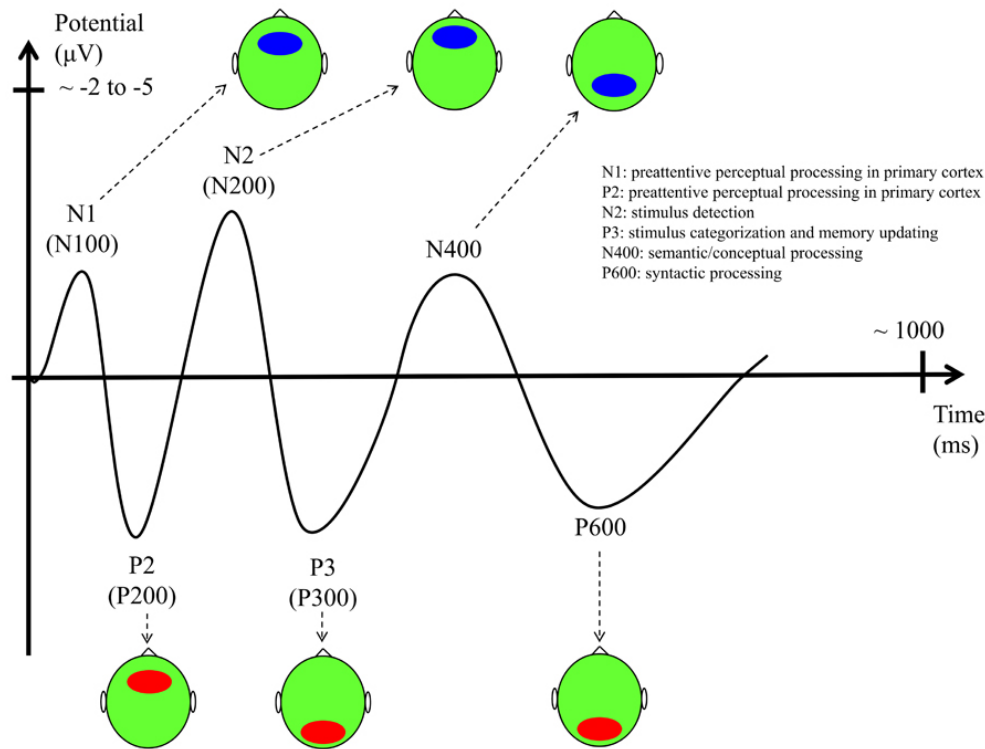 Potential
(μV)
~ -2 to -5
N1
(N100)
N2
(N200)
N400
N1: preattentive perceptual processing in primary cortex
P2: preattentive perceptual processing in primary cortex
N2: stimulus detection
P3: stimulus categorization and memory updating
N400: semantic/conceptual processing
P600: syntactic processing
~ 1000
Time
(ms)
P2
(P200)
P3
(P300)
P600